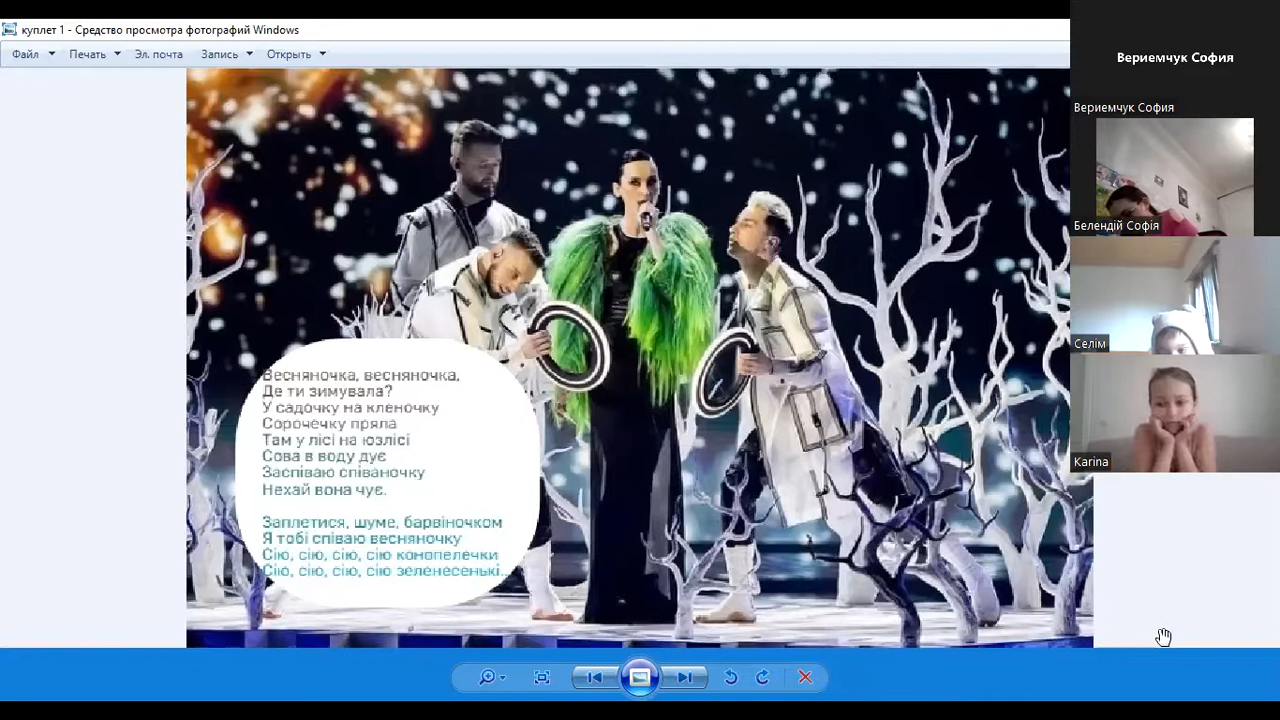 куплет 1 - Средство просмотра фотографий Windows
Файл Печать Эл. почта Запись Открыть
Весняночка, весняночка,
Де ти зимувала?
У садочку на кленочку
Сорочечку пряла
Там у лісі на юзлісі
Сова в воду дує
Заспіваю співаночку
Нехай вона чує.
Заплетися, шуме, барвіночком
Я тобі співаю весняночку
Сію, сію, сію, сію конопелечки
Сію, сію, сію, сію зеленесенькі...
Вериемчук София
Вериемчук София
Белендій Софія
Селім
Karina